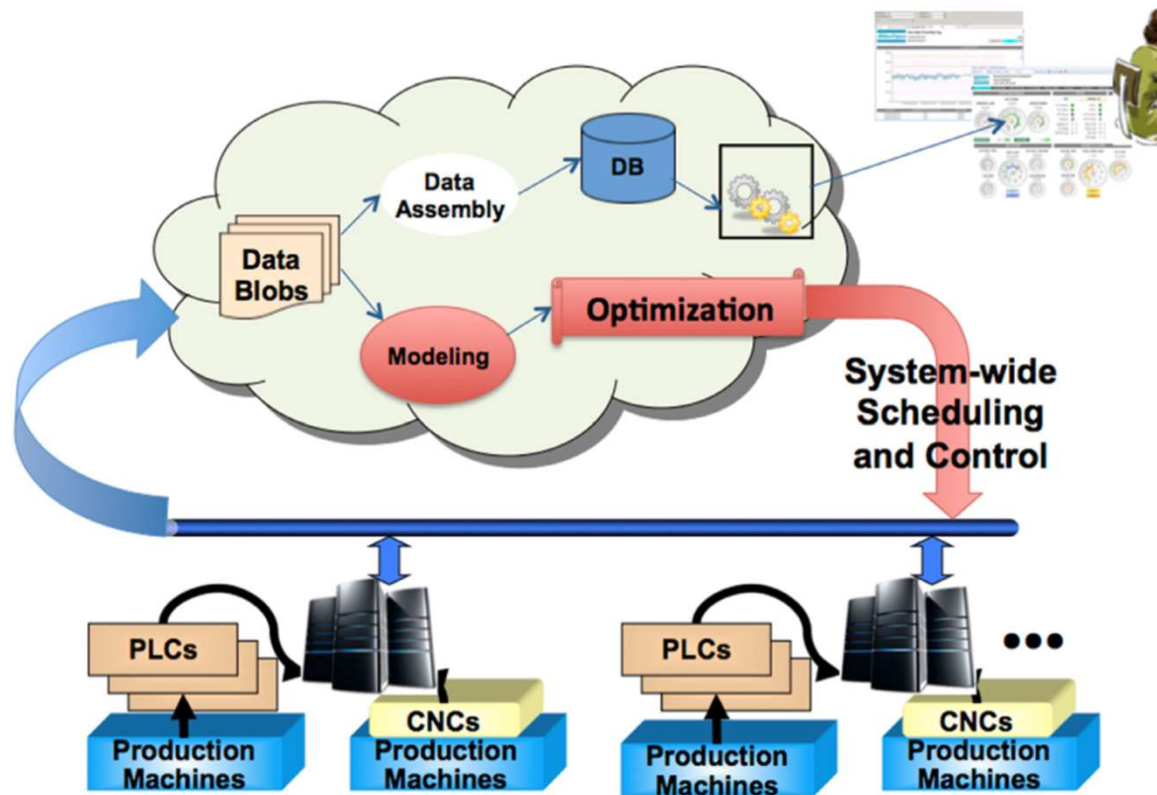 Data
Assembly
DB
Data
Blobs
Modeling
Optimization
System-wide
Scheduling
and Control
PLCs
CNCs
Production
Machines
Production
Machines
PLCs
CNCs
Production
Machines
Production
Machines